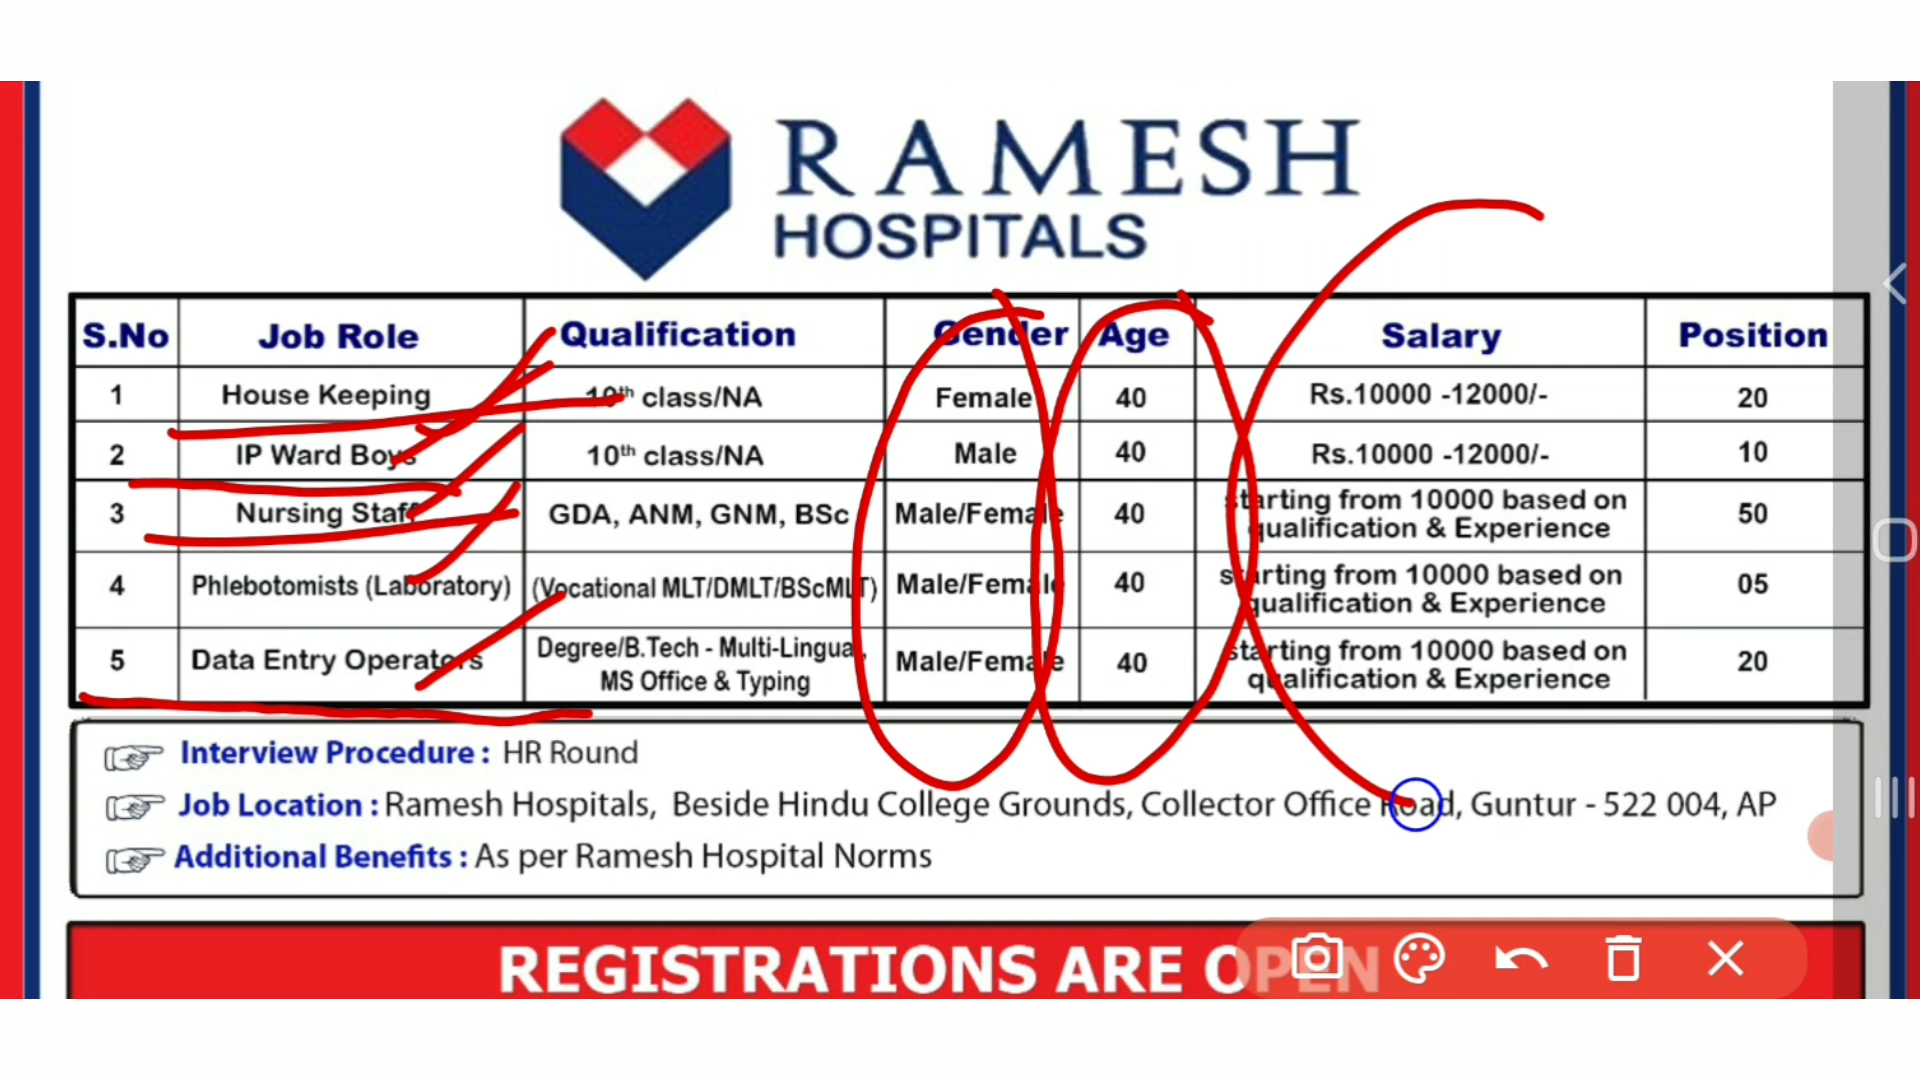 RAMESH
HOSPITALS
S.No Job Role Qualification Gender Age Salary Position
1 House Keeping 10th class/NA Female 40 Rs.10000 -12000/- 20
2 IP Ward Boys 10th class/NA Male 40 Rs.10000 -12000/- 10
3 Nursing Staff GDA, ANM, GNM, BSc Male/Female 40 starting from 10000 based on
qualification & Experience 50
4 Phlebotomists (Laboratory) (Vocational MLT/DMLT/BScMLT) Male/Female 40 starting from 10000 based on
qualification & Experience 05
5 Data Entry Operators Degree/B.Tech - Multi-Lingual,
MS Office & Typing Male/Female 40 starting from 10000 based on
qualification & Experience 20
Interview Procedure : HR Round
Job Location : Ramesh Hospitals, Beside Hindu College Grounds, Collector Office Road, Guntur - 522 004, AP
Additional Benefits : As per Ramesh Hospital Norms
REGISTRATIONS ARE OPEN